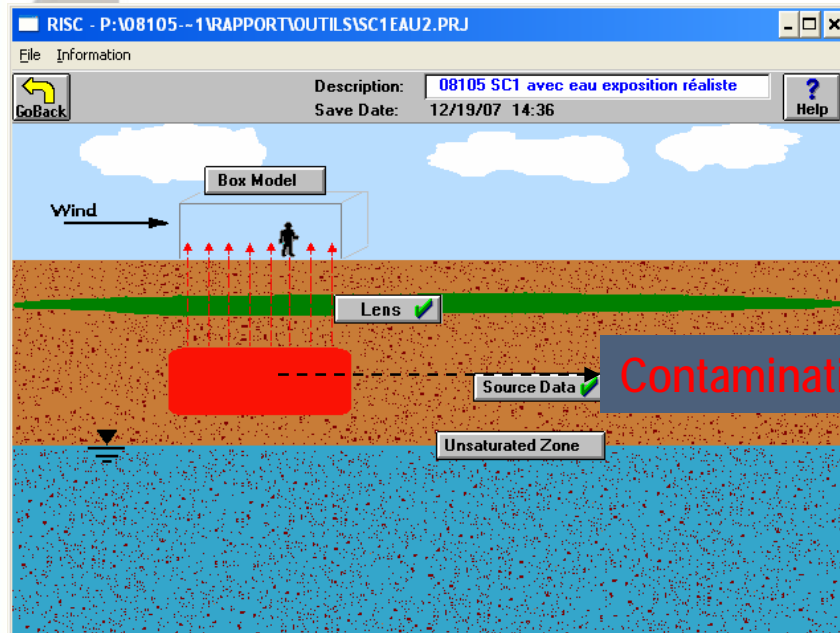 RISC - P:\08105-~1\RAPPORT\OUTILS\SC1EAU2.PRJ
File Information
GoBack
Description: 08105 SC1 avec eau exposition réaliste
Save Date: 12/19/07 14:36
? Help
Box Model
Wind
Lens
Source Data
Contaminati
Unsaturated Zone